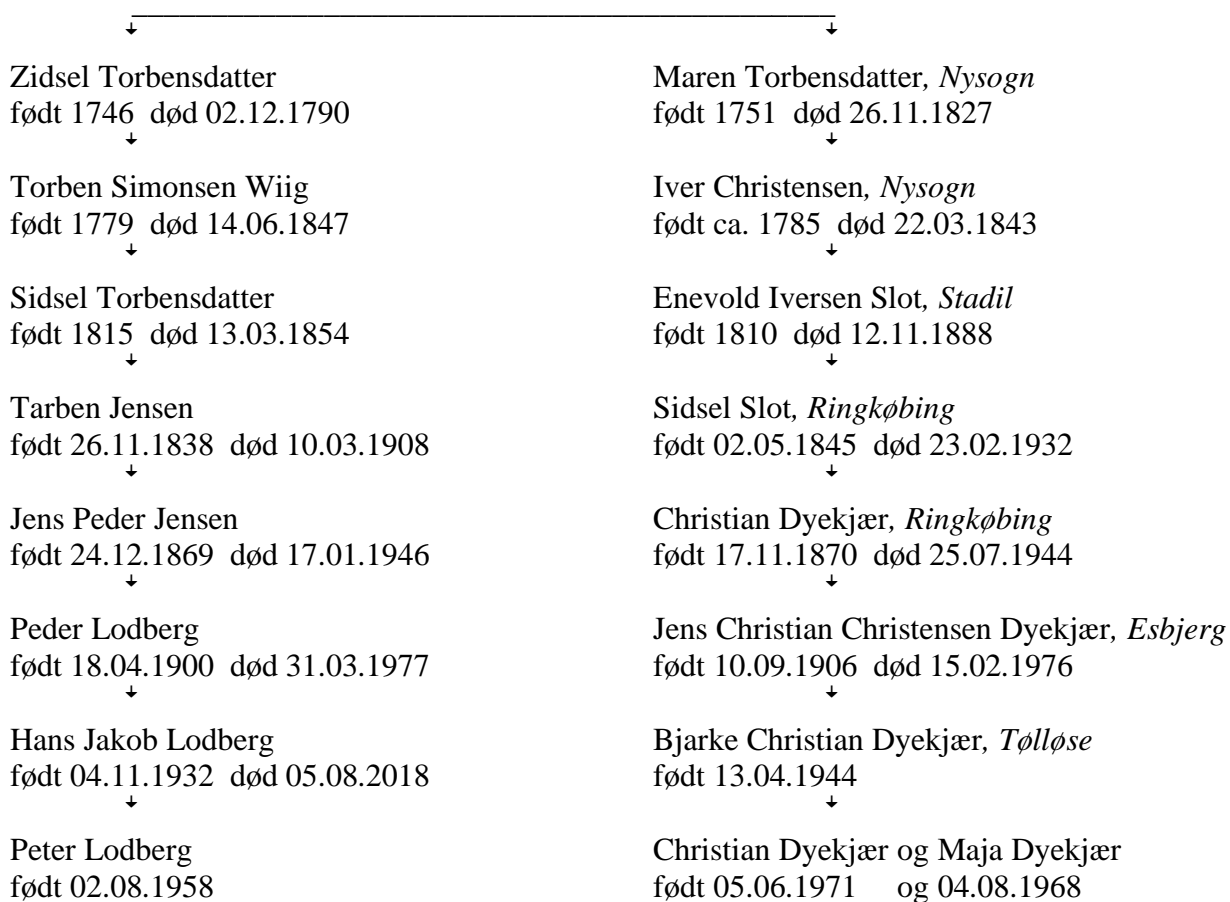 Zidsel Torbensdatter
født 1746 død 02.12.1790
Torben Simonsen Wiig
født 1779 død 14.06.1847
Sidsel Torbensdatter
født 1815 død 13.03.1854
Tarben Jensen
født 26.11.1838 død 10.03.1908
Jens Peder Jensen
født 24.12.1869 død 17.01.1946
Peder Lodberg
født 18.04.1900 død 31.03.1977
Hans Jakob Lodberg
født 04.11.1932 død 05.08.2018
Peter Lodberg
født 02.08.1958
Maren Torbensdatter, Nysogn
født 1751 død 26.11.1827
Iver Christensen, Nysogn
født ca. 1785 død 22.03.1843
Enevold Iversen Slot, Stadil
født 1810 død 12.11.1888
Sidsel Slot, Ringkøbing
født 02.05.1845 død 23.02.1932
Christian Dyekjær, Ringkøbing
født 17.11.1870 død 25.07.1944
Jens Christian Christensen Dyekjær, Esbjerg
født 10.09.1906 død 15.02.1976
Bjarke Christian Dyekjær, Tølløse
født 13.04.1944
Christian Dyekjær og Maja Dyekjær
født 05.06.1971 og 04.08.1968